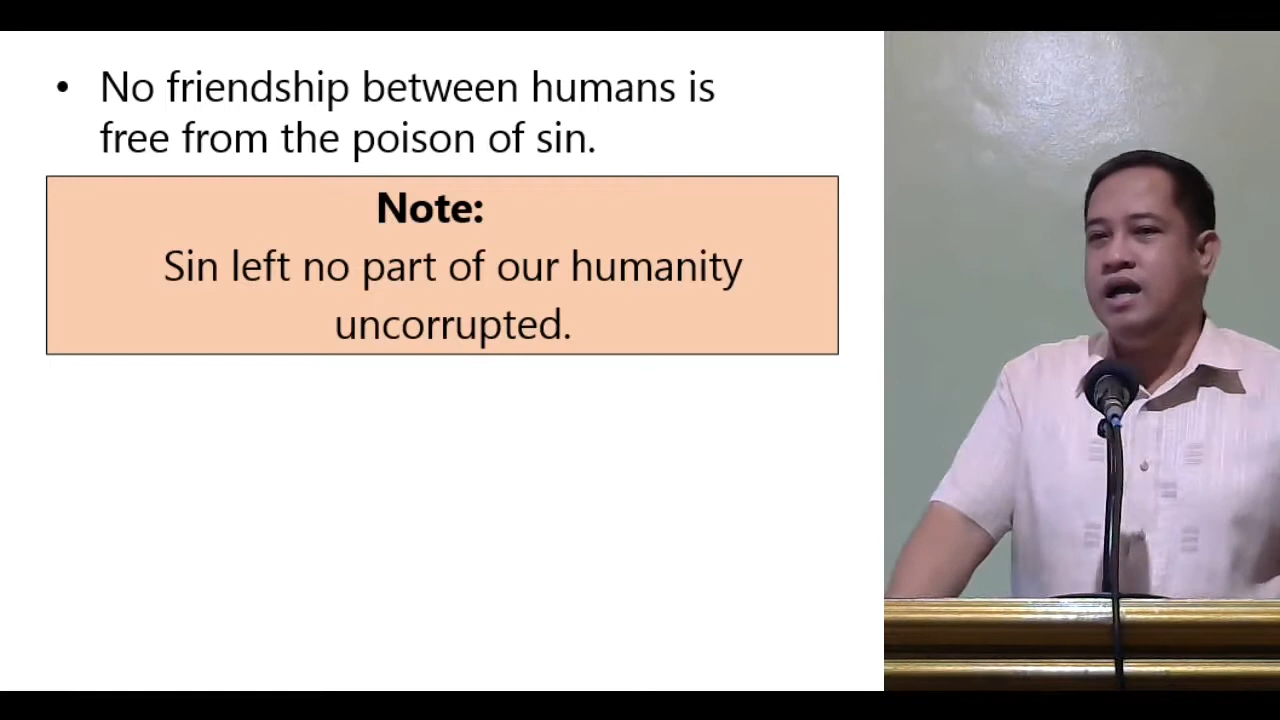 • No friendship between humans is
free from the poison of sin.
Note:
Sin left no part of our humanity
uncorrupted.